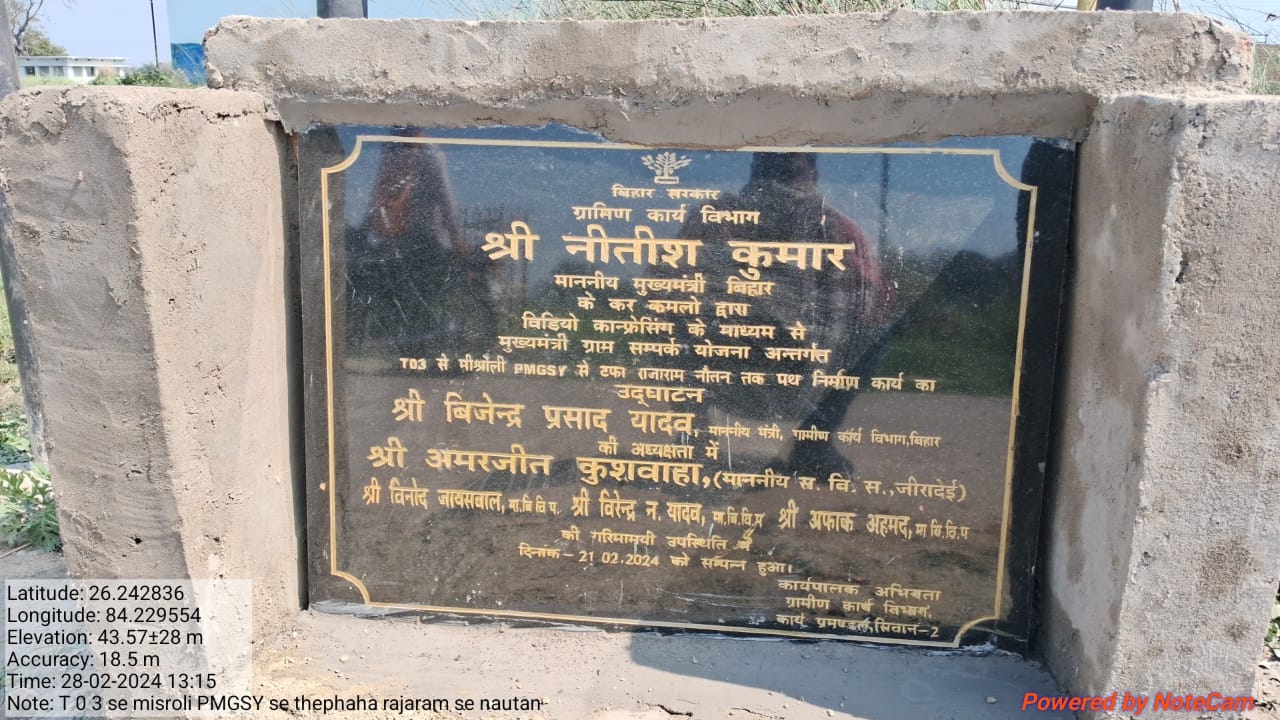 बिहार सरकार
ग्रामिण कार्य विभाग
श्री नीतीश कुमार
माननीय मुख्यमंत्री बिहार
के कर कमलो द्वारा
विडियो कान्फ्रेसिंग के माध्यम से
मुख्यमंत्री ग्राम सम्पर्क योजना अन्तर्गत
T03 से मीश्रौली PMGSY से टफा राजाराम नौतन तक पथ निर्माण कार्य का
उद्घाटन
श्री बिजेन्द्र प्रसाद यादव, माननीय मंत्री, गामीण कार्य विभाग,बिहार
की अध्यक्षता में
श्री अमरजीत कुशवाहा,(माननीय स. वि. स.,जीरादेई)
श्री विनोद जायसवाल, मा.बि वि प. श्री विरेन्द्र न. यादव, मा.बि.वि.प श्री अफाक अहमद, मा बि.वि.प
की गरिमामयी उपस्थिति में
दिनांक – 21.02.2024 को सम्पन्न हुआ।
कार्यपालक अभियता
ग्रामीण कार्य विभाग,
कार्य प्रमण्डल,सिवान-2
Latitude: 26.242836
Longitude: 84.229554
Elevation: 43.57±28 m
Accuracy: 18.5 m
Time: 28-02-2024 13:15
Note: T 0 3 se misroli PMGSY se thephaha rajaram se nautan
Powered by NoteCam